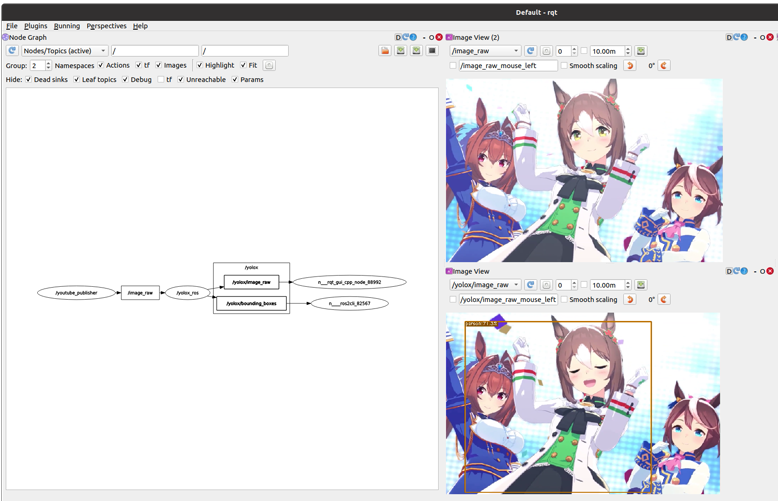 Default - rqt
File Plugins Running Perspectives Help
Node Graph
D - O
Nodes/Topics (active) / /
Group: 2 Namespaces Actions tf Images Highlight Fit
Hide: Dead sinks Leaf topics Debug tf Unreachable Params
/youtube_publisher
/image_raw
/yolox_ros
/yolox
/yolox/image_raw
/yolox/bounding_boxes
n__rqt_gui_cpp_node_88992
n__ros2cli_82567
Image View (2)
D - O
/image_raw 0 10.00m
/image_raw_mouse_left Smooth scaling 0°
Image View
D - O
/yolox/image_raw 0 10.00m
/yolox/image_raw_mouse_left Smooth scaling 0°